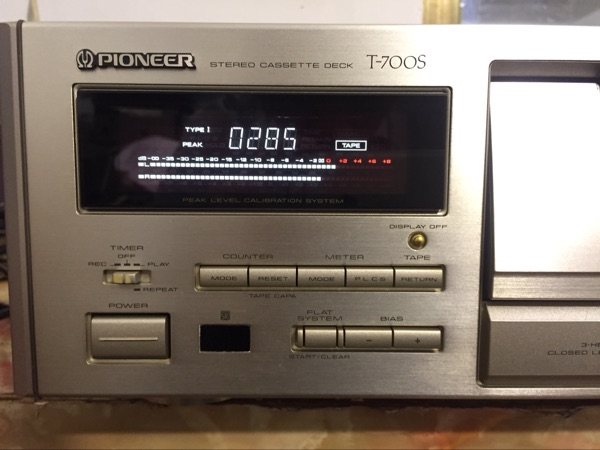 PIONEER STEREO CASSETTE DECK T-700S
TYPE I
PEAK 0285 TAPE
dB -∞ -35 -30 -25 -20 -15 -10 -8 -6 -4 -2 0 +2 +4 +6 +8
PEAK LEVEL CALIBRATION SYSTEM
DISPLAY OFF
TIMER
OFF
REC PLAY
REPEAT
COUNTER METER TAPE
MODE RESET MODE PLCS RETURN
TAPE CAPA.
POWER
FLAT
SYSTEM BIAS
- +
START/CLEAR
3-HE
CLOSED L